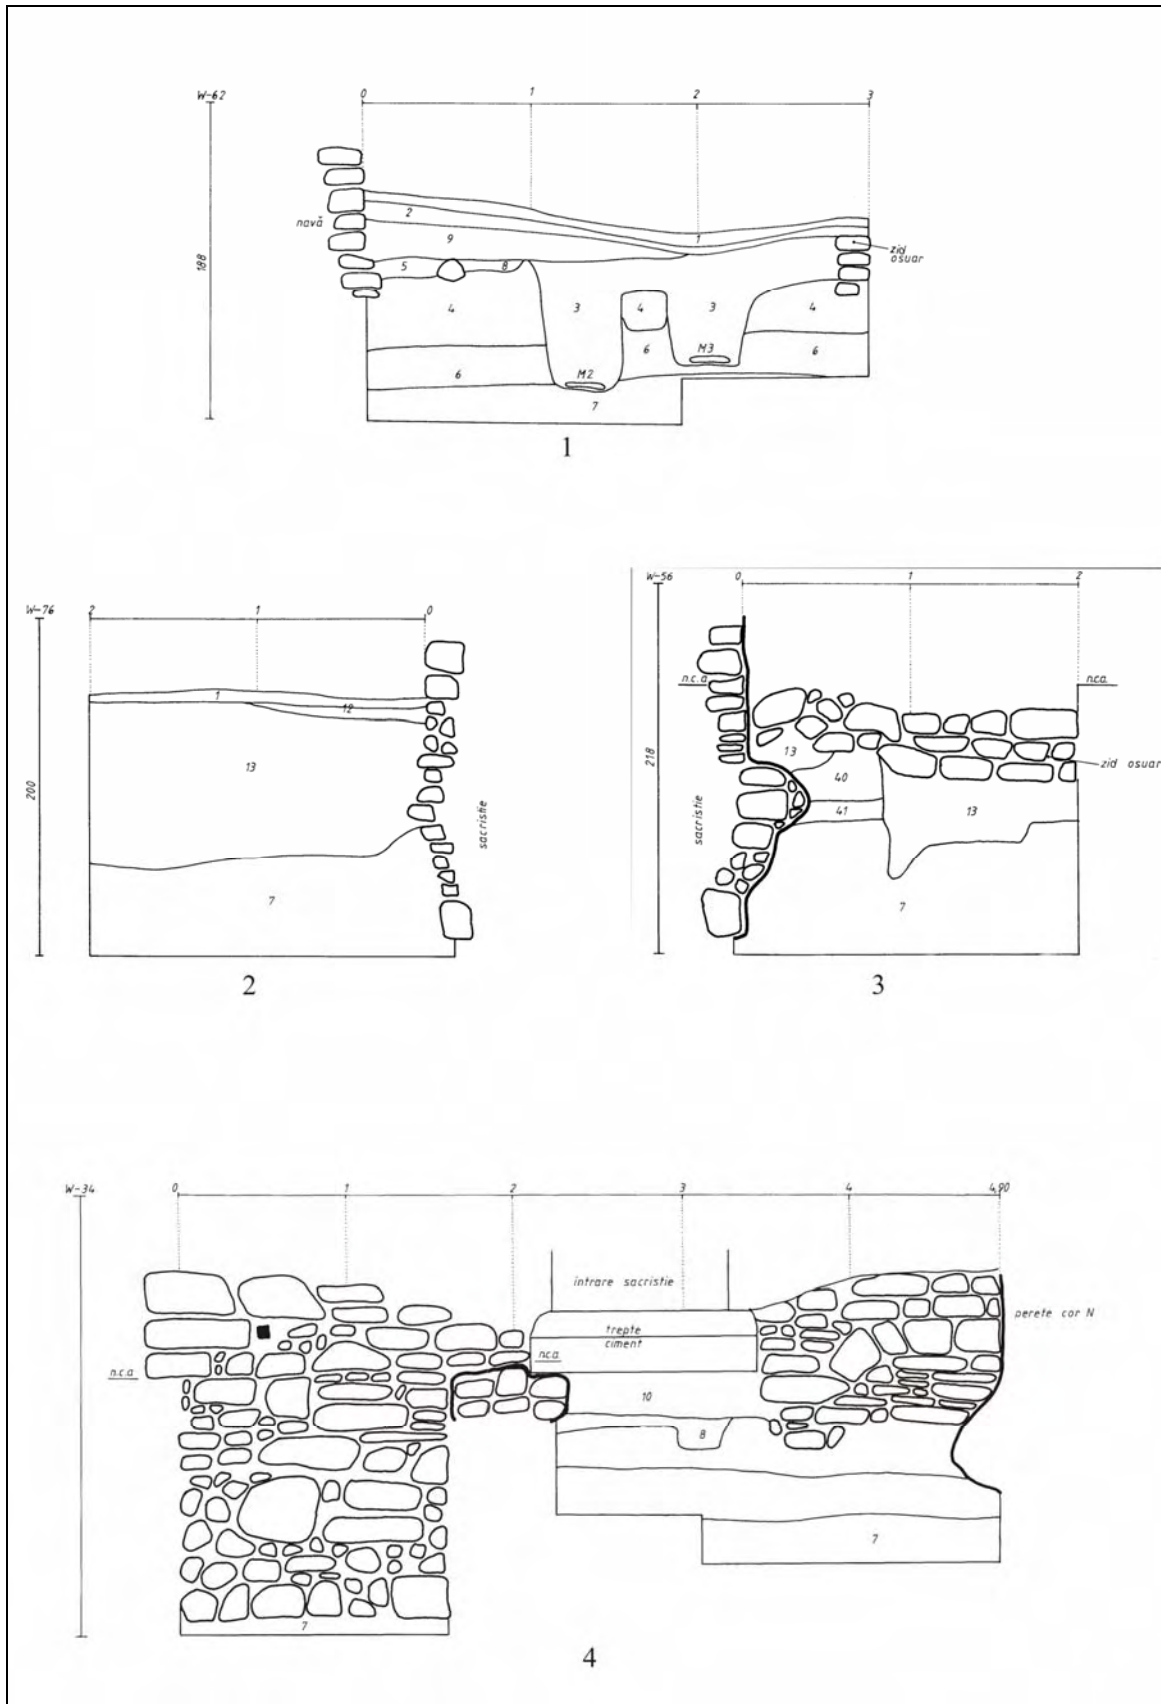 W-62
0 1 2 3
188
navă
2
1
9
zid
osuar
5 8
4 3 4 3 4
6 6 6
M2 M3
7
1
W-76
2 1 0
200
1
12
13
sacristie
7
2
W-56
0 1 2
n.c.a
n.c.a.
218
13
zid osuar
40
41 13
sacristie
7
3
W-34
0 1 2 3 4 4,90
intrare sacristie
perete cor N
trepte
ciment
n.c.a
n.c.a
10
8
7
7
4